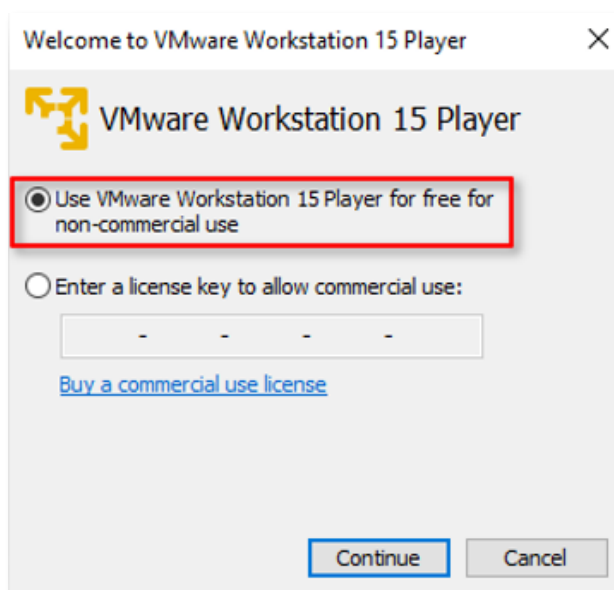 Welcome to VMware Workstation 15 Player
VMware Workstation 15 Player
Use VMware Workstation 15 Player for free for
non-commercial use
Enter a license key to allow commercial use:
- - - -
Buy a commercial use license
Continue Cancel